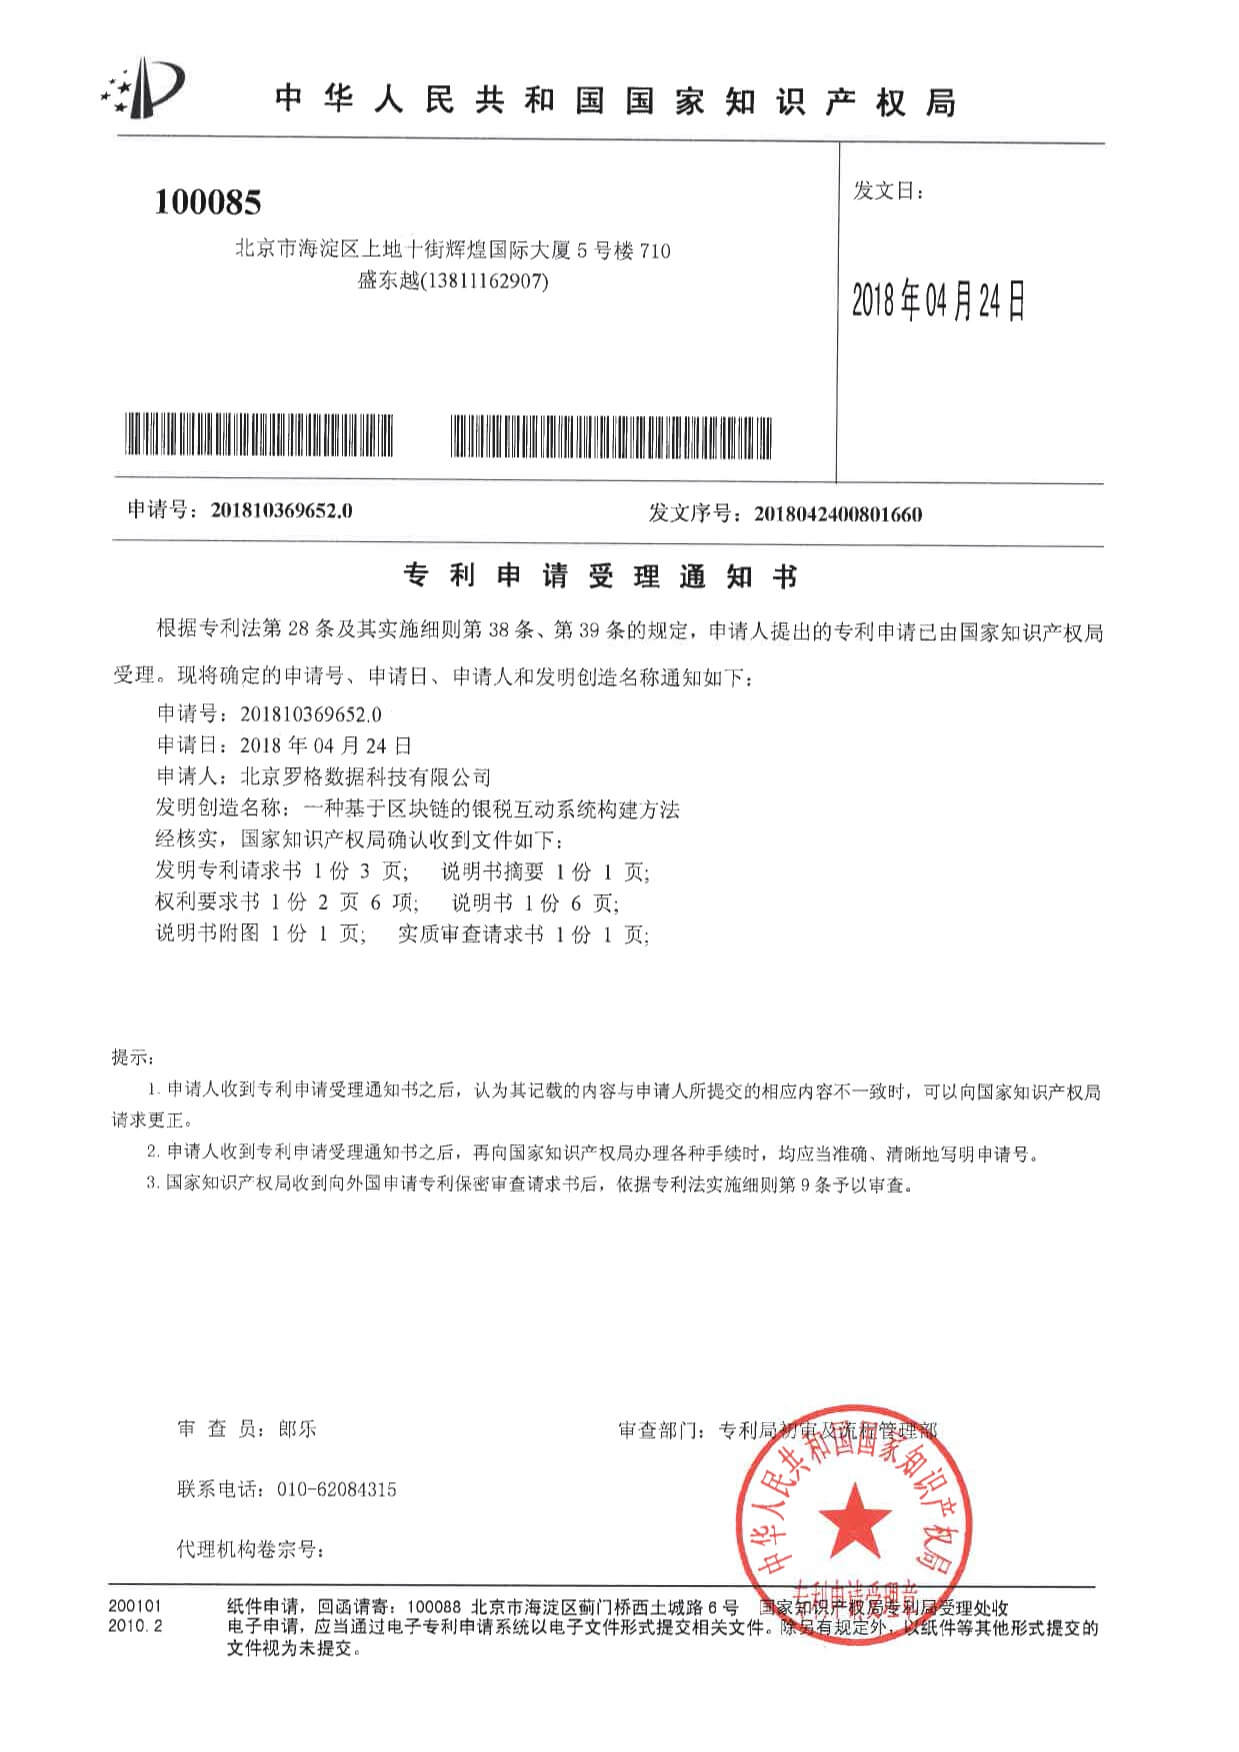 中华人民共和国国家知识产权局
100085
北京市海淀区上地十街辉煌国际大厦 5 号楼 710
盛东越(13811162907)
发文日：
2018年04月24日
申请号：201810369652.0
发文序号：2018042400801660
专利申请受理通知书
根据专利法第 28 条及其实施细则第 38 条、第 39 条的规定，申请人提出的专利申请已由国家知识产权局
受理。现将确定的申请号、申请日、申请人和发明创造名称通知如下：
申请号：201810369652.0
申请日：2018 年 04 月 24 日
申请人：北京罗格数据科技有限公司
发明创造名称：一种基于区块链的银税互动系统构建方法
经核实，国家知识产权局确认收到文件如下：
发明专利请求书 1 份 3 页; 说明书摘要 1 份 1 页;
权利要求书 1 份 2 页 6 项; 说明书 1 份 6 页;
说明书附图 1 份 1 页; 实质审查请求书 1 份 1 页;
提示：
1. 申请人收到专利申请受理通知书之后，认为其记载的内容与申请人所提交的相应内容不一致时，可以向国家知识产权局
请求更正。
2. 申请人收到专利申请受理通知书之后，再向国家知识产权局办理各种手续时，均应当准确、清晰地写明申请号。
3. 国家知识产权局收到向外国申请专利保密审查请求书后，依据专利法实施细则第 9 条予以审查。
审 查 员：郎乐
审查部门：专利局初审及流程管理部
联系电话：010-62084315
代理机构卷宗号：
中华人民共和国国家知识产权局
专利申请受理章
200101
2010.2
纸件申请，回函请寄：100088 北京市海淀区蓟门桥西土城路 6 号 国家知识产权局专利局受理处收
电子申请，应当通过电子专利申请系统以电子文件形式提交相关文件。除另有规定外，以纸件等其他形式提交的
文件视为未提交。